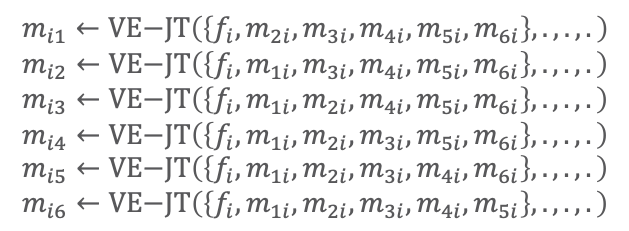 m_{i1} ← VE−JT({f_i, m_{2i}, m_{3i}, m_{4i}, m_{5i}, m_{6i}},.,.,.)
m_{i2} ← VE−JT({f_i, m_{1i}, m_{3i}, m_{4i}, m_{5i}, m_{6i}},.,.,.)
m_{i3} ← VE−JT({f_i, m_{1i}, m_{2i}, m_{4i}, m_{5i}, m_{6i}},.,.,.)
m_{i4} ← VE−JT({f_i, m_{1i}, m_{2i}, m_{3i}, m_{5i}, m_{6i}},.,.,.)
m_{i5} ← VE−JT({f_i, m_{1i}, m_{2i}, m_{3i}, m_{4i}, m_{6i}},.,.,.)
m_{i6} ← VE−JT({f_i, m_{1i}, m_{2i}, m_{3i}, m_{4i}, m_{5i}},.,.,.)